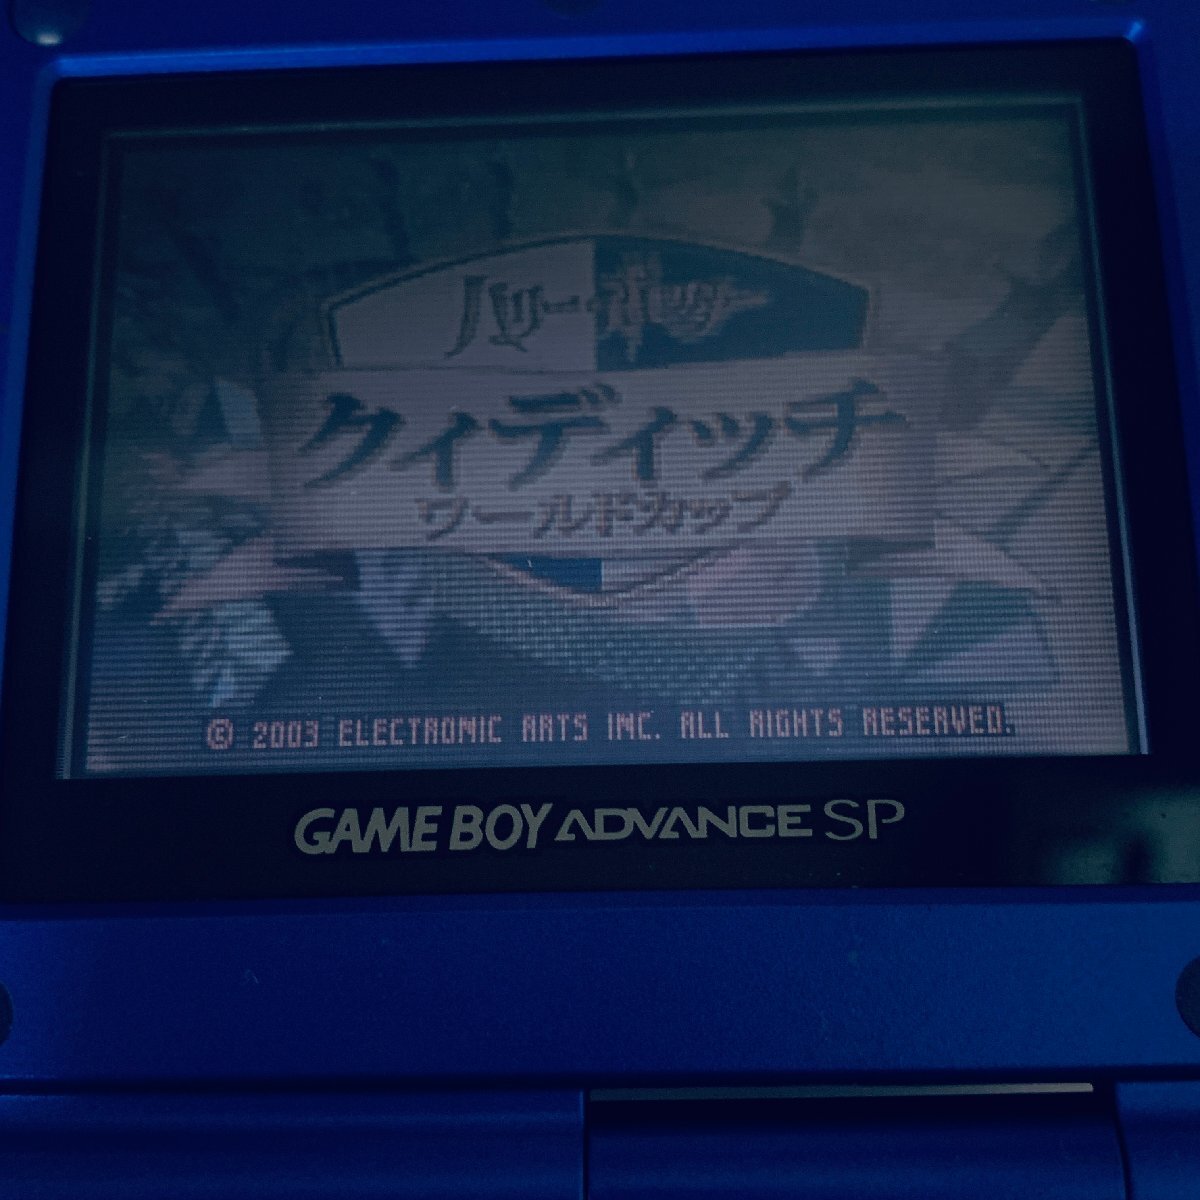 ハリー・ポッター
クィディッチ
ワールドカップ
© 2003 ELECTRONIC ARTS INC. ALL RIGHTS RESERVED.
GAME BOY ADVANCE SP